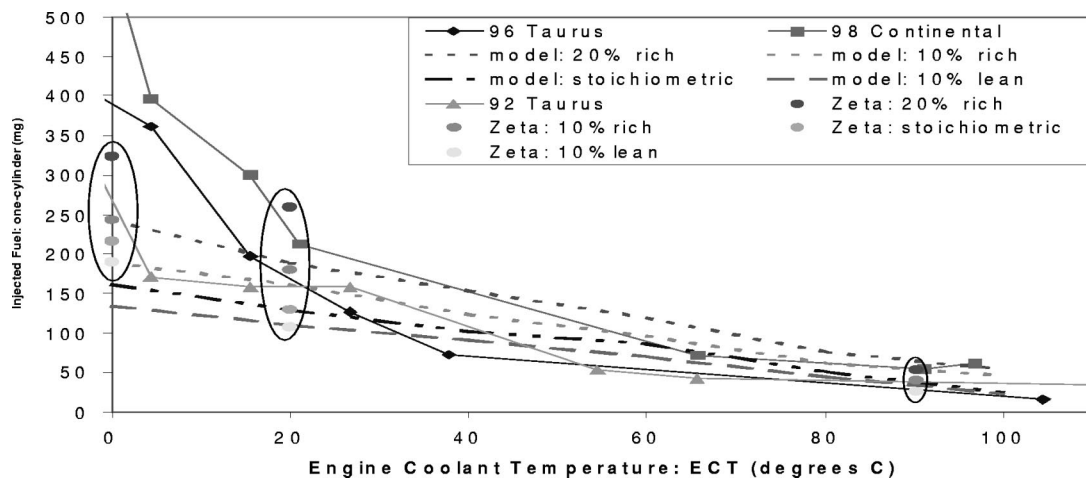 500
450
400
350
300
250
200
150
100
50
0
Injected Fuel: one-cylinder (mg)
96 Taurus
98 Continental
model: 20% rich
model: 10% rich
model: stoichiometric
model: 10% lean
92 Taurus
Zeta: 20% rich
Zeta: 10% rich
Zeta: stoichiometric
Zeta: 10% lean
0 20 40 60 80 100
Engine Coolant Temperature: ECT (degrees C)